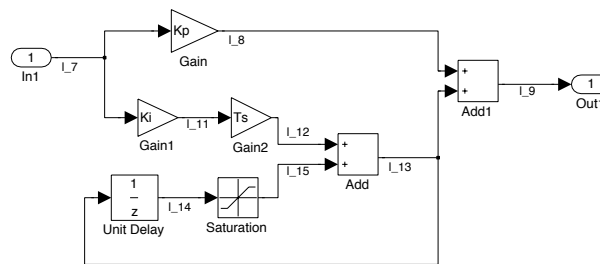 Kp
l_8
Gain
1
l_7
In1
+
+
l_9
1
Add1
Out1
Ki
l_11
Ts
l_12
Gain1
Gain2
+
+
l_15
l_13
Add
1
z
l_14
Unit Delay
Saturation